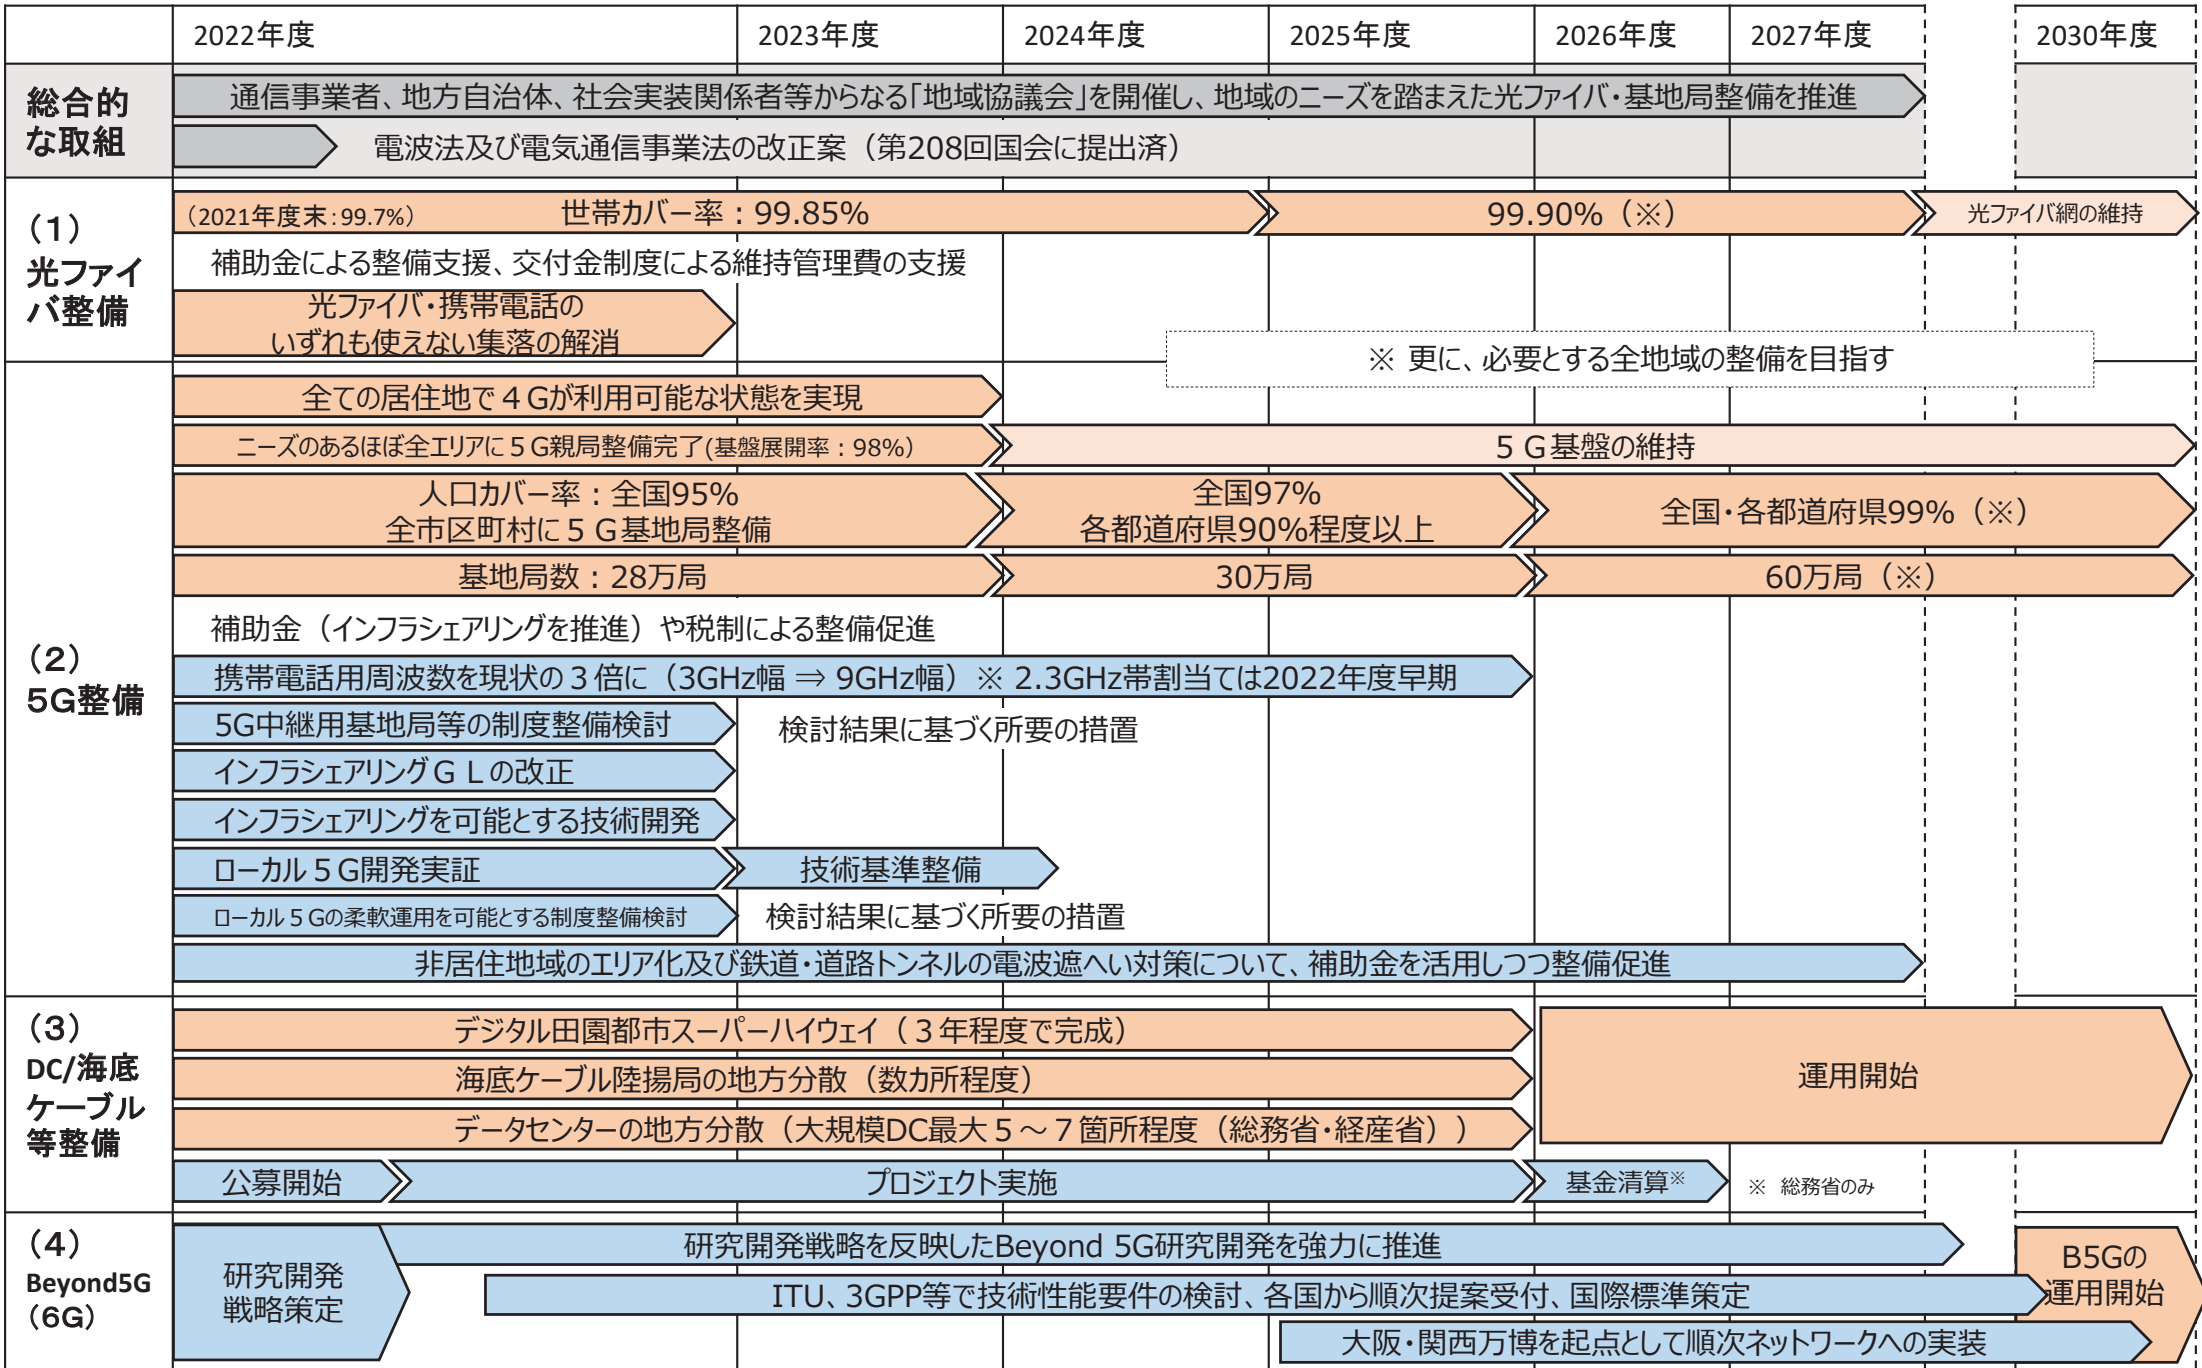 2022年度
2023年度
2024年度
2025年度
2026年度
2027年度
2030年度
総合的
な取組
通信事業者、地方自治体、社会実装関係者等からなる「地域協議会」を開催し、地域のニーズを踏まえた光ファイバ・基地局整備を推進
電波法及び電気通信事業法の改正案（第208回国会に提出済）
（１）
光ファイ
バ整備
（2021年度末：99.7%）
世帯カバー率：99.85%
99.90%（※）
光ファイバ網の維持
補助金による整備支援、交付金制度による維持管理費の支援
光ファイバ・携帯電話の
いずれも使えない集落の解消
※ 更に、必要とする全地域の整備を目指す
（２）
５G整備
全ての居住地で４Gが利用可能な状態を実現
ニーズのあるほぼ全エリアに５G親局整備完了(基盤展開率：98%）
５G基盤の維持
人口カバー率：全国95%
全市区町村に５G基地局整備
全国97%
各都道府県90%程度以上
全国・各都道府県99%（※）
基地局数：28万局
30万局
60万局（※）
補助金（インフラシェアリングを推進）や税制による整備促進
携帯電話用周波数を現状の３倍に（3GHz幅 ⇒ 9GHz幅）※ 2.3GHz帯割当ては2022年度早期
5G中継用基地局等の制度整備検討
検討結果に基づく所要の措置
インフラシェアリングＧＬの改正
インフラシェアリングを可能とする技術開発
ローカル５G開発実証
技術基準整備
ローカル５Gの柔軟運用を可能とする制度整備検討
検討結果に基づく所要の措置
非居住地域のエリア化及び鉄道・道路トンネルの電波遮へい対策について、補助金を活用しつつ整備促進
（３）
DC/海底
ケーブル
等整備
デジタル田園都市スーパーハイウェイ（３年程度で完成）
海底ケーブル陸揚局の地方分散（数カ所程度）
データセンターの地方分散（大規模DC最大５～７箇所程度（総務省・経産省））
運用開始
公募開始
プロジェクト実施
基金清算※
※ 総務省のみ
（４）
Beyond5G
（６G）
研究開発
戦略策定
研究開発戦略を反映したBeyond 5G研究開発を強力に推進
ITU、3GPP等で技術性能要件の検討、各国から順次提案受付、国際標準策定
大阪・関西万博を起点として順次ネットワークへの実装
B5Gの
運用開始